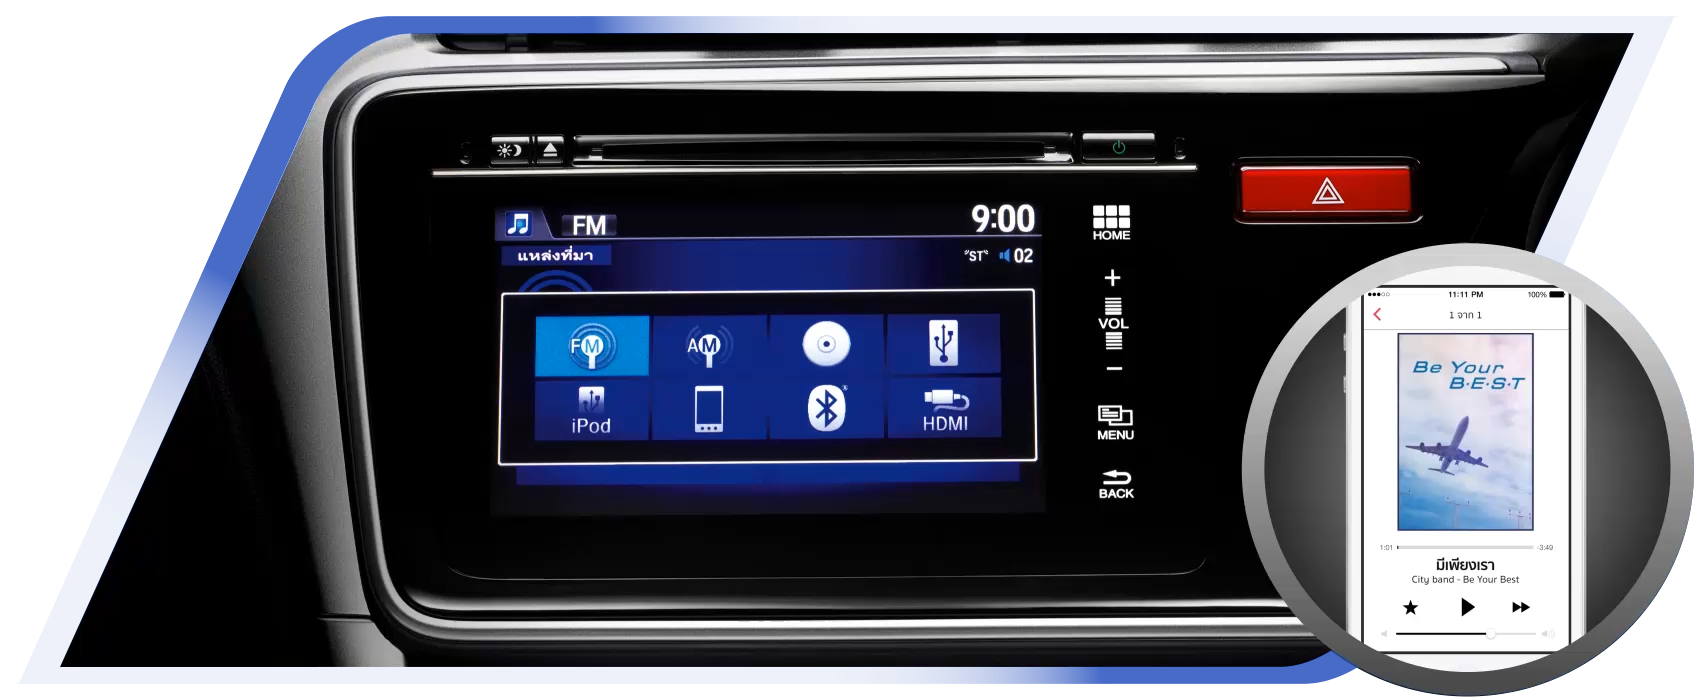 FM
9:00
แหล่งที่มา
"ST"
02
FM
AM
iPod
HDMI
HOME
+
VOL
−
MENU
BACK
11:11 PM
100%
1 จาก 1
Be Your
B·E·S·T
1:01
-3:49
มีเพียงเรา
City band - Be Your Best